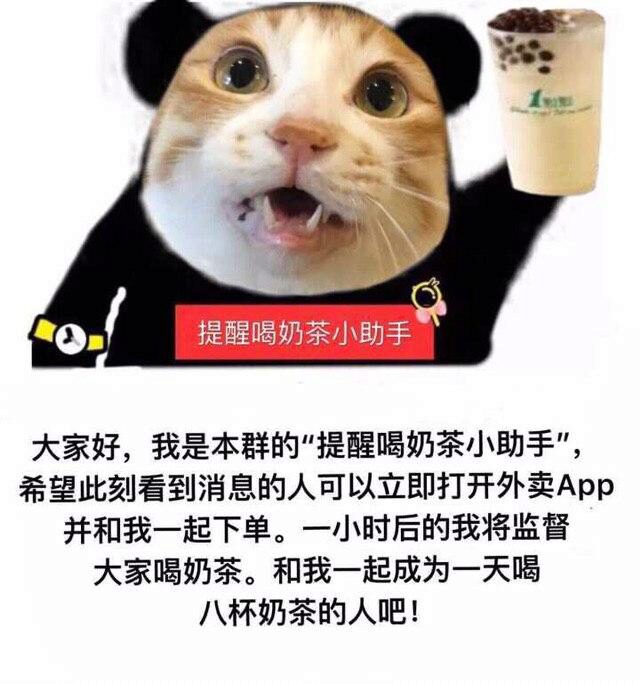 1點點
提醒喝奶茶小助手
大家好，我是本群的“提醒喝奶茶小助手”，
希望此刻看到消息的人可以立即打开外卖App
并和我一起下单。一小时后的我将监督
大家喝奶茶。和我一起成为一天喝
八杯奶茶的人吧！